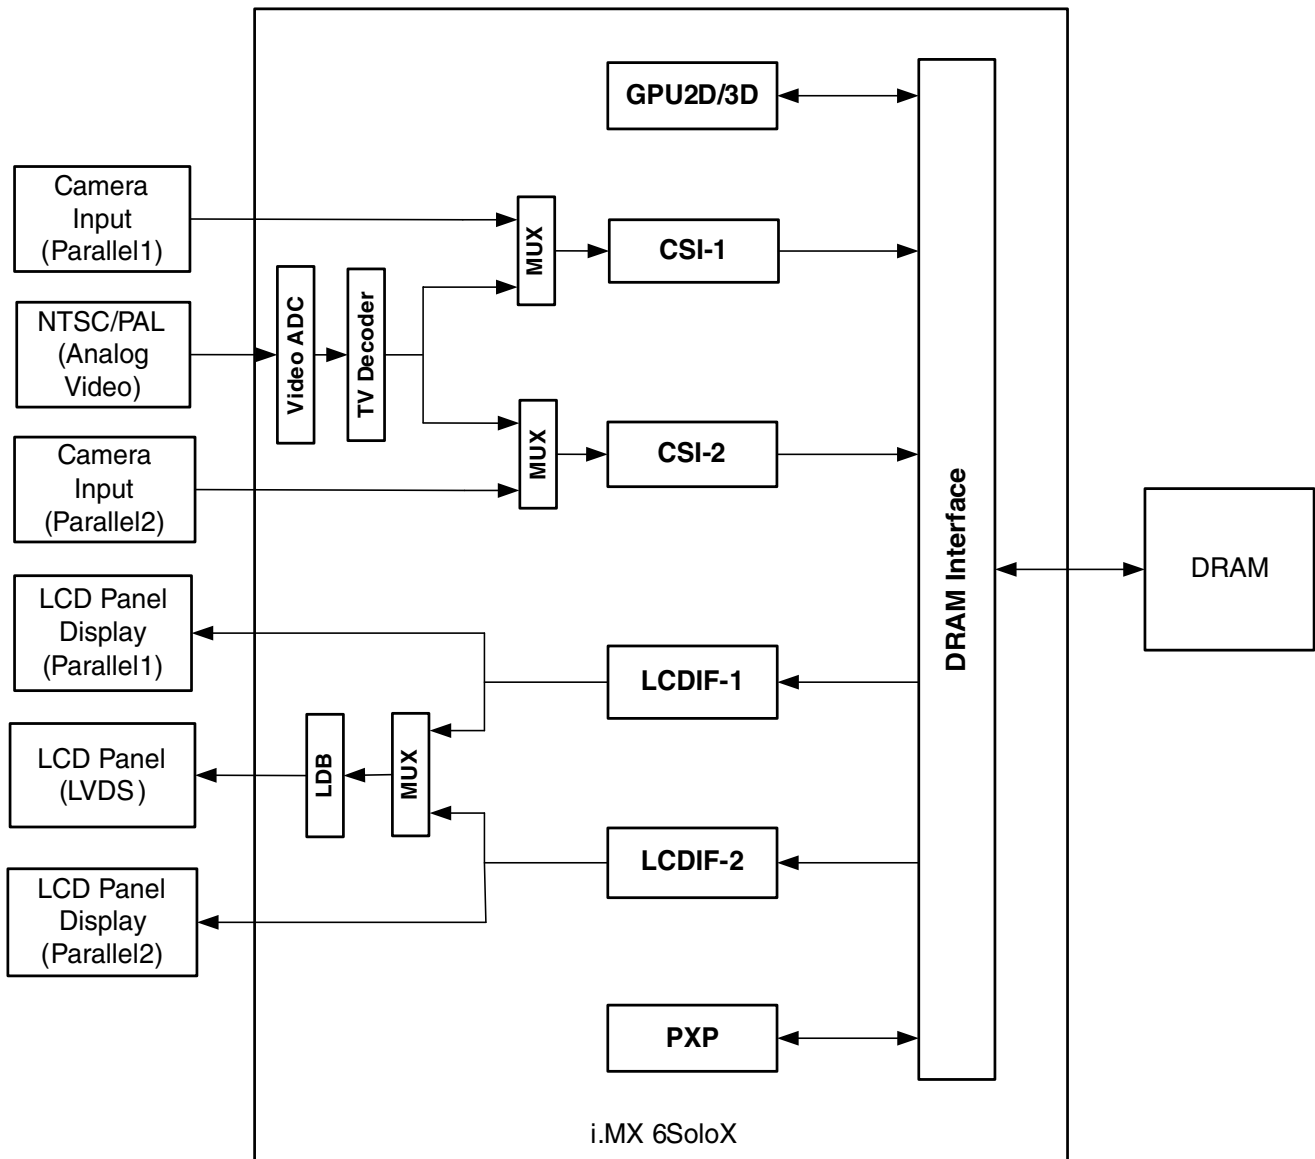 GPU2D/3D
Camera
Input
(Parallel1)
MUX
CSI-1
NTSC/PAL
(Analog
Video)
Video ADC
TV Decoder
Camera
Input
(Parallel2)
MUX
CSI-2
DRAM Interface
DRAM
LCD Panel
Display
(Parallel1)
LCDIF-1
LCD Panel
(LVDS)
LDB
MUX
LCDIF-2
LCD Panel
Display
(Parallel2)
PXP
i.MX 6SoloX